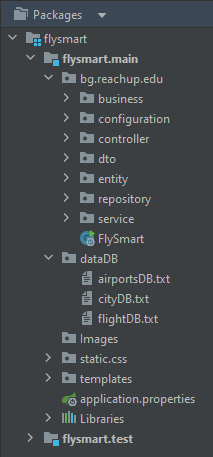 Packages
flysmart
flysmart.main
bg.reachup.edu
business
configuration
controller
dto
entity
repository
service
FlySmart
dataDB
airportsDB.txt
cityDB.txt
flightDB.txt
Images
static.css
templates
application.properties
Libraries
flysmart.test